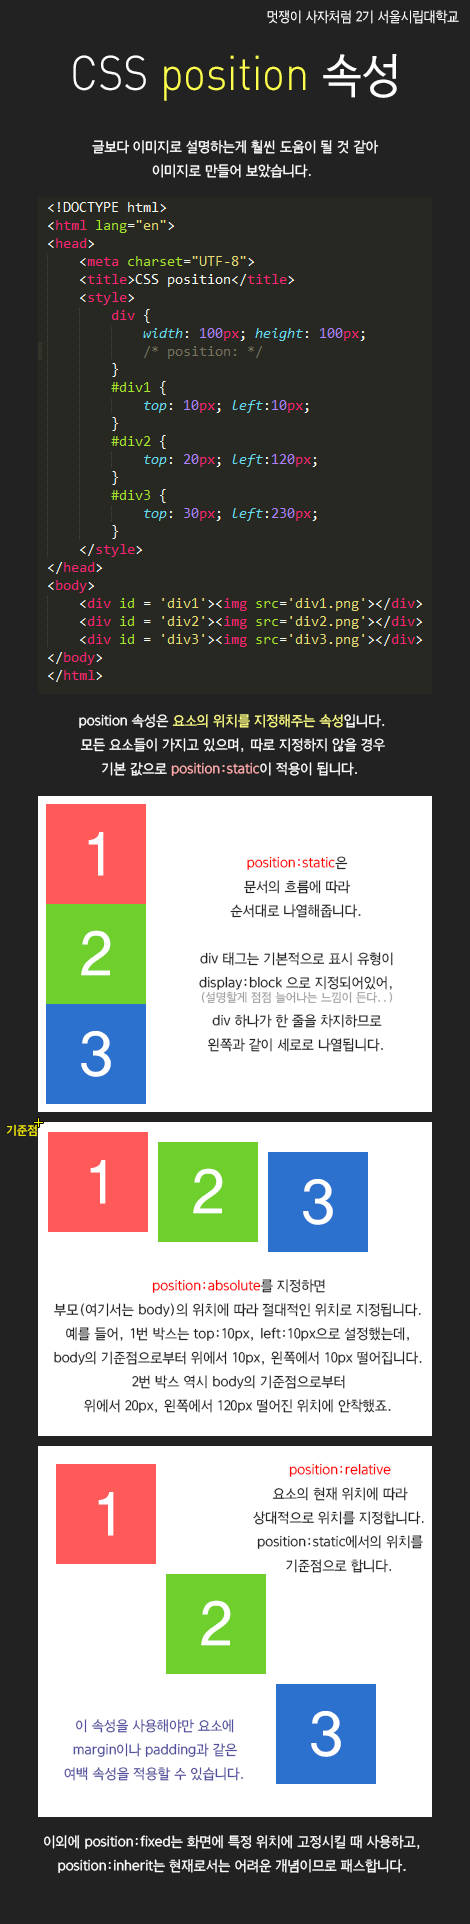 멋쟁이 사자처럼 2기 서울시립대학교
CSS position 속성
글보다 이미지로 설명하는게 훨씬 도움이 될 것 같아
이미지로 만들어 보았습니다.
<!DOCTYPE html>
<html lang="en">
<head>
<meta charset="UTF-8">
<title>CSS position</title>
<style>
div {
width: 100px; height: 100px;
/* position: */
}
#div1 {
top: 10px; left:10px;
}
#div2 {
top: 20px; left:120px;
}
#div3 {
top: 30px; left:230px;
}
</style>
</head>
<body>
<div id = 'div1'><img src='div1.png'></div>
<div id = 'div2'><img src='div2.png'></div>
<div id = 'div3'><img src='div3.png'></div>
</body>
</html>
position 속성은 요소의 위치를 지정해주는 속성입니다.
모든 요소들이 가지고 있으며, 따로 지정하지 않을 경우
기본 값으로 position:static이 적용이 됩니다.
1
2
3
position:static은
문서의 흐름에 따라
순서대로 나열해줍니다.
div 태그는 기본적으로 표시 유형이
display:block 으로 지정되어있어,
(설명할게 점점 늘어나는 느낌이 든다..)
div 하나가 한 줄을 차지하므로
왼쪽과 같이 세로로 나열됩니다.
기준점
1
2
3
position:absolute를 지정하면
부모(여기서는 body)의 위치에 따라 절대적인 위치로 지정됩니다.
예를 들어, 1번 박스는 top:10px, left:10px으로 설정했는데,
body의 기준점으로부터 위에서 10px, 왼쪽에서 10px 떨어집니다.
2번 박스 역시 body의 기준점으로부터
위에서 20px, 왼쪽에서 120px 떨어진 위치에 안착했죠.
1
position:relative
요소의 현재 위치에 따라
상대적으로 위치를 지정합니다.
position:static에서의 위치를
기준점으로 합니다.
2
3
이 속성을 사용해야만 요소에
margin이나 padding과 같은
여백 속성을 적용할 수 있습니다.
이외에 position:fixed는 화면에 특정 위치에 고정시킬 때 사용하고,
position:inherit는 현재로서는 어려운 개념이므로 패스합니다.